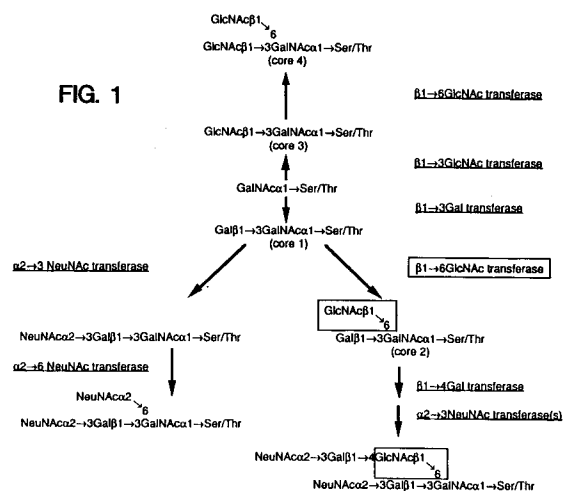 GlcNAcβ1
↘
6
GlcNAcβ1→3GalNAcα1→Ser/Thr
(core 4)
FIG. 1
β1→6GlcNAc transferase
GlcNAcβ1→3GalNAcα1→Ser/Thr
(core 3)
β1→3GlcNAc transferase
GalNAcα1→Ser/Thr
β1→3Gal transferase
Galβ1→3GalNAcα1→Ser/Thr
(core 1)
α2→3 NeuNAc transferase
β1→6GlcNAc transferase
GlcNAcβ1
↘
6
NeuNAcα2→3Galβ1→3GalNAcα1→Ser/Thr
Galβ1→3GalNAcα1→Ser/Thr
(core 2)
α2→6 NeuNAc transferase
β1→4Gal transferase
NeuNAcα2
↘
6
α2→3NeuNAc transferase(s)
NeuNAcα2→3Galβ1→3GalNAcα1→Ser/Thr
NeuNAcα2→3Galβ1→4GlcNAcβ1
↘
6
NeuNAcα2→3Galβ1→3GalNAcα1→Ser/Thr